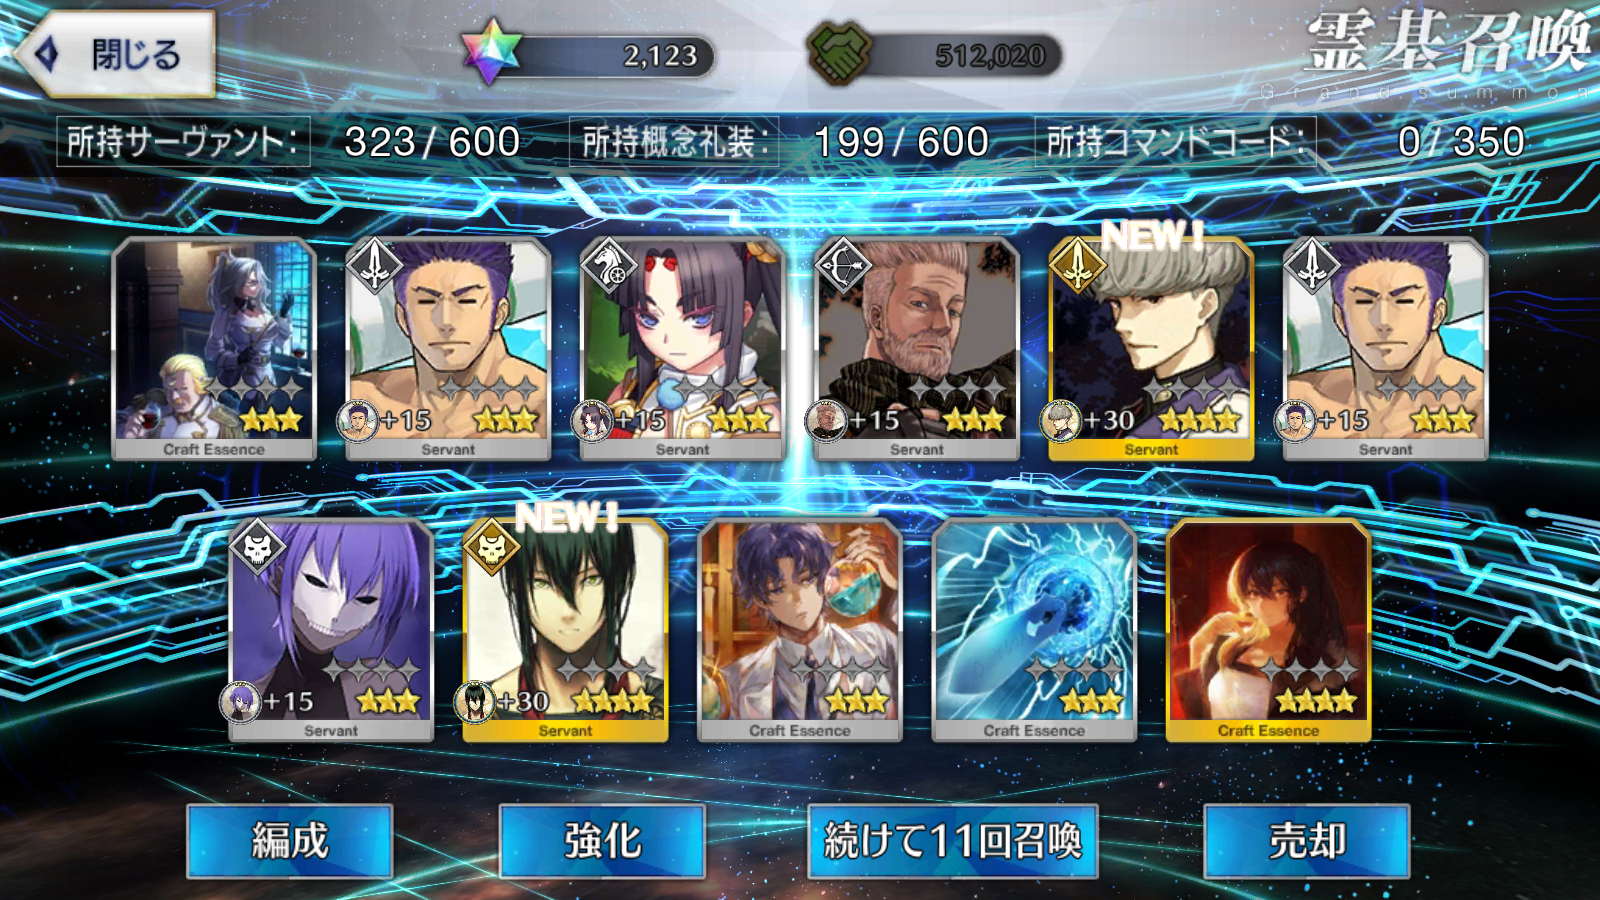 閉じる
2,123
512,020
霊基召喚
Grand summon
所持サーヴァント: 323 / 600
所持概念礼装: 199 / 600
所持コマンドコード: 0 / 350
NEW!
+15
+15
+15
+30
+15
Craft Essence
Servant
Servant
Servant
Servant
Servant
NEW!
+15
+30
Servant
Servant
Craft Essence
Craft Essence
Craft Essence
編成
強化
続けて11回召喚
売却